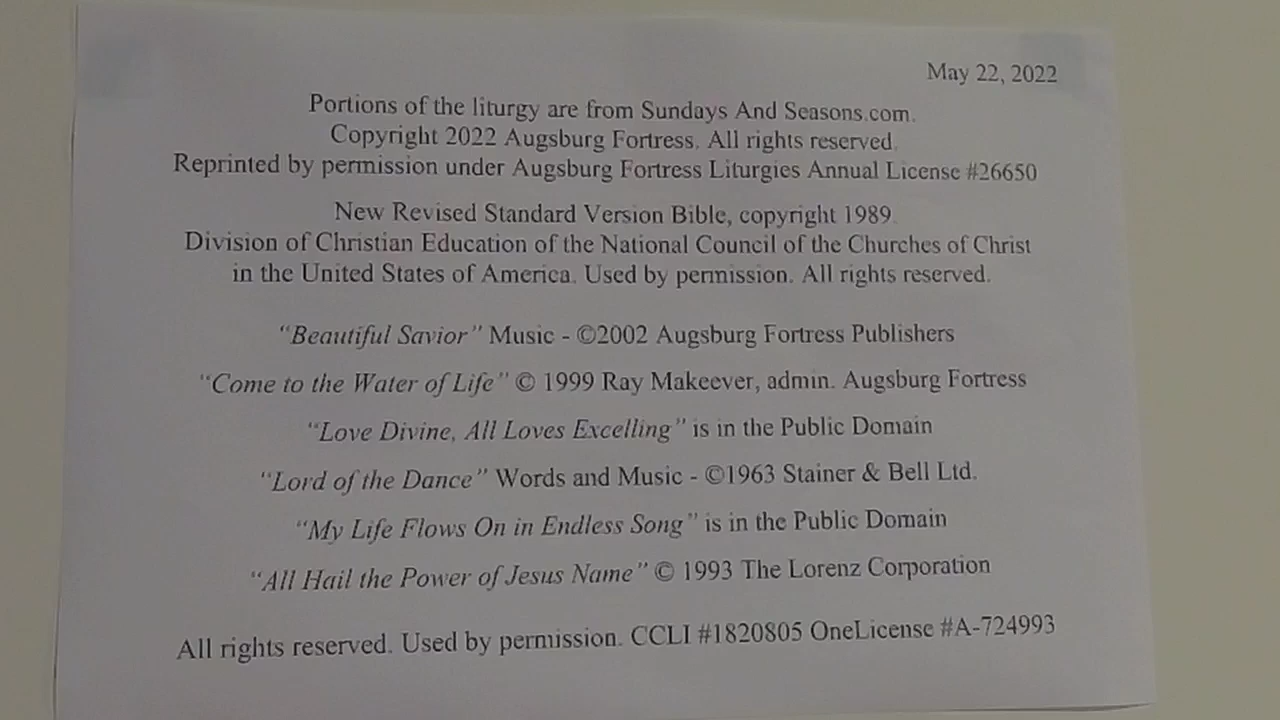 May 22, 2022
Portions of the liturgy are from Sundays And Seasons.com.
Copyright 2022 Augsburg Fortress. All rights reserved.
Reprinted by permission under Augsburg Fortress Liturgies Annual License #26650
New Revised Standard Version Bible, copyright 1989.
Division of Christian Education of the National Council of the Churches of Christ
in the United States of America. Used by permission. All rights reserved.
“Beautiful Savior” Music - ©2002 Augsburg Fortress Publishers
“Come to the Water of Life” © 1999 Ray Makeever, admin. Augsburg Fortress
“Love Divine, All Loves Excelling” is in the Public Domain
“Lord of the Dance” Words and Music - ©1963 Stainer & Bell Ltd.
“My Life Flows On in Endless Song” is in the Public Domain
“All Hail the Power of Jesus Name” © 1993 The Lorenz Corporation
All rights reserved. Used by permission. CCLI #1820805 OneLicense #A-724993